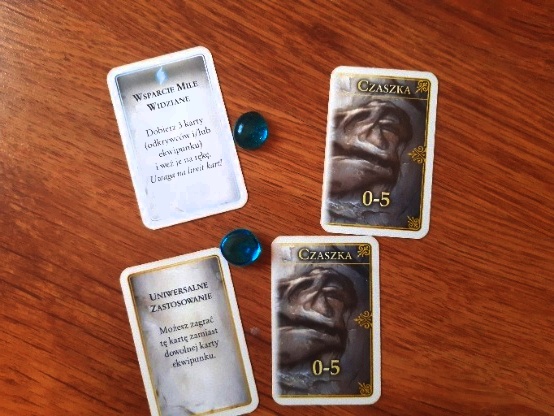 Wsparcie Mile
Widziane
Dobierz 3 karty
(odkrywców i/lub
ekwipunku)
i weź je na rękę.
Uwaga na limit kart!
Czaszka
0-5
Uniwersalne
Zastosowanie
Możesz zagrać
tę kartę zamiast
dowolnej karty
ekwipunku.
Czaszka
0-5